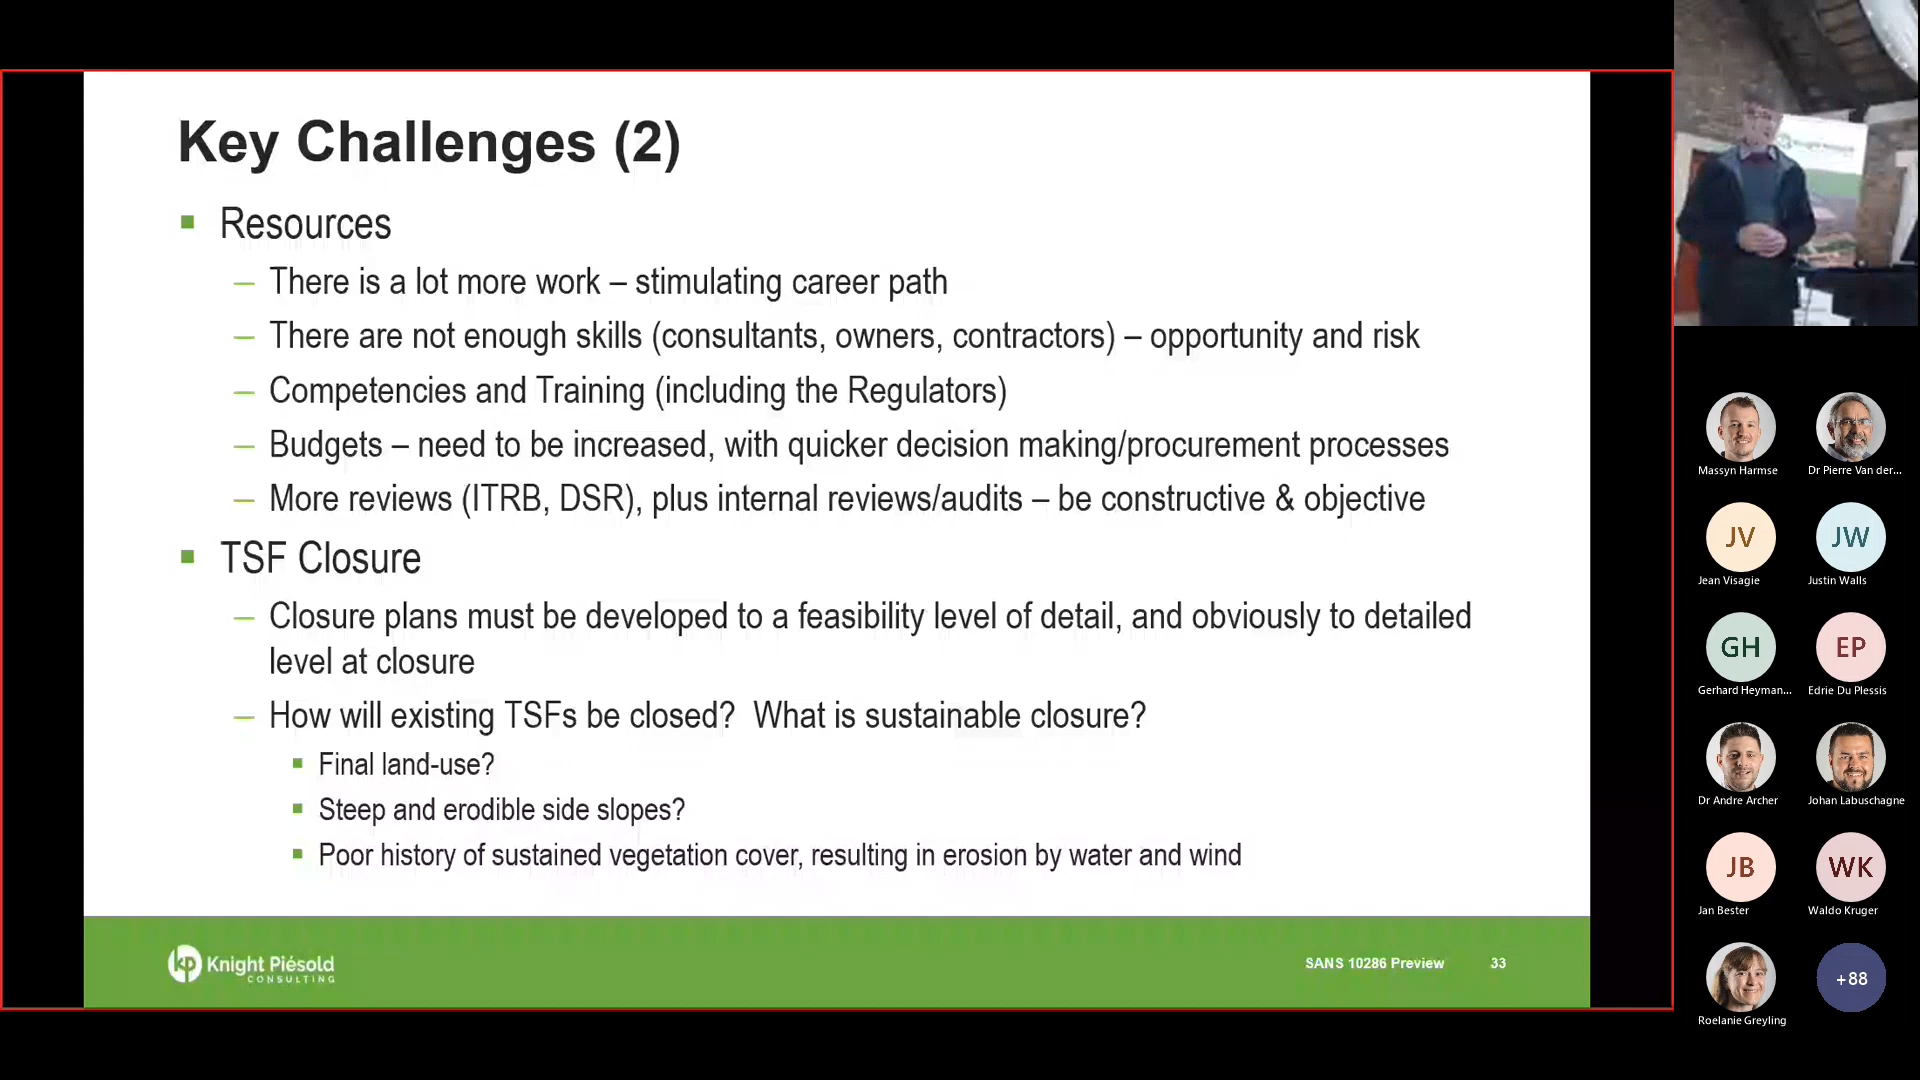 Key Challenges (2)
Resources
– There is a lot more work – stimulating career path
– There are not enough skills (consultants, owners, contractors) – opportunity and risk
– Competencies and Training (including the Regulators)
– Budgets – need to be increased, with quicker decision making/procurement processes
– More reviews (ITRB, DSR), plus internal reviews/audits – be constructive & objective
TSF Closure
– Closure plans must be developed to a feasibility level of detail, and obviously to detailed
level at closure
– How will existing TSFs be closed?  What is sustainable closure?
Final land-use?
Steep and erodible side slopes?
Poor history of sustained vegetation cover, resulting in erosion by water and wind
kp Knight Piésold
CONSULTING
SANS 10286 Preview 33
Knight Piésold
Massyn Harmse
Dr Pierre Van der...
JV
JW
Jean Visagie
Justin Walls
GH
EP
Gerhard Heyman...
Edrie Du Plessis
Dr Andre Archer
Johan Labuschagne
JB
WK
Jan Bester
Waldo Kruger
+88
Roelanie Greyling